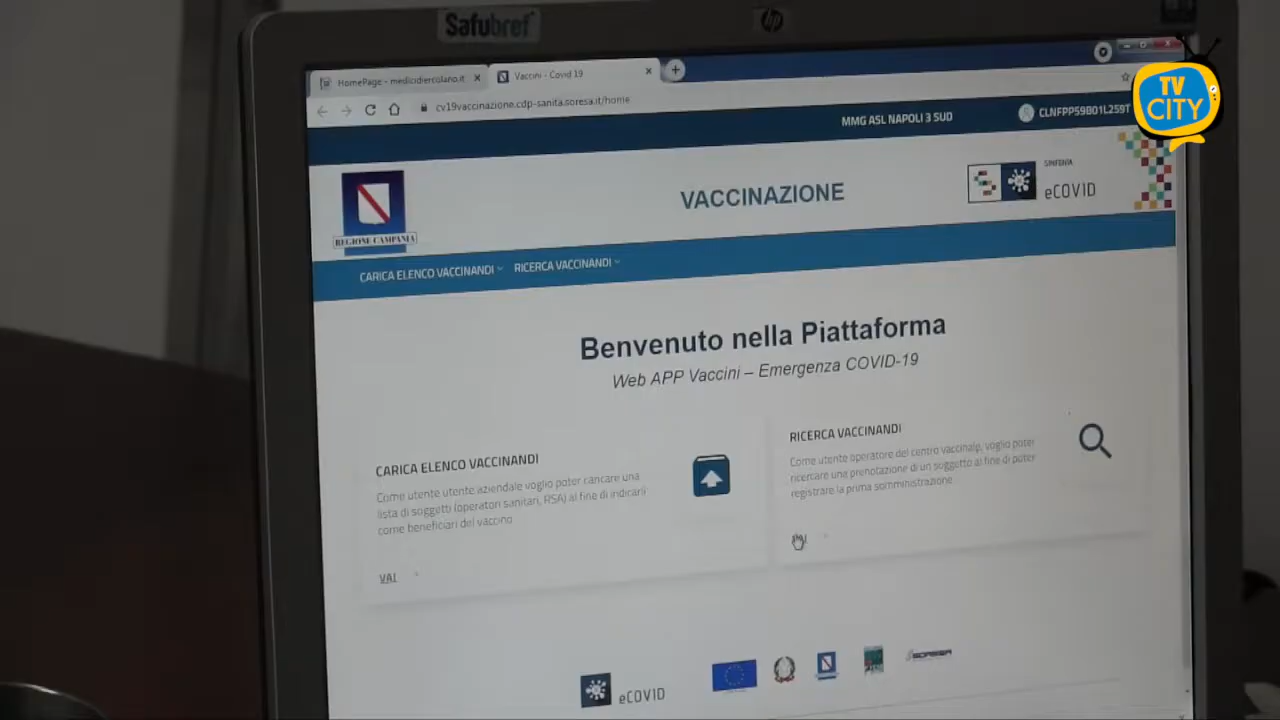 Safubref
hp
HomePage - medicidiercolano.it
Vaccini - Covid 19
cv19vaccinazione.cdp-sanita.soresa.it/home
TV
CITY
MMG ASL NAPOLI 3 SUD
CLNFPP59B01L259T
REGIONE CAMPANIA
VACCINAZIONE
SINFONIA
eCOVID
CARICA ELENCO VACCINANDI
RICERCA VACCINANDI
Benvenuto nella Piattaforma
Web APP Vaccini – Emergenza COVID-19
CARICA ELENCO VACCINANDI
Come utente utente aziendale voglio poter caricare una
lista di soggetti (operatori sanitari, RSA) al fine di indicarli
come beneficiari del vaccino
VAI
RICERCA VACCINANDI
Come utente operatore del centro vaccinale, voglio poter
ricercare una prenotazione di un soggetto al fine di poter
registrare la prima somministrazione
eCOVID
SORESA